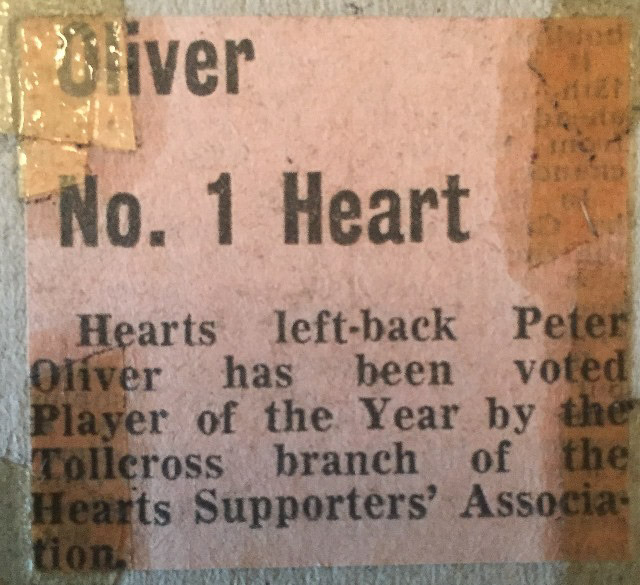 Oliver
No. 1 Heart
Hearts left-back Peter
Oliver has been voted
Player of the Year by the
Tollcross branch of the
Hearts Supporters' Associa-
tion.